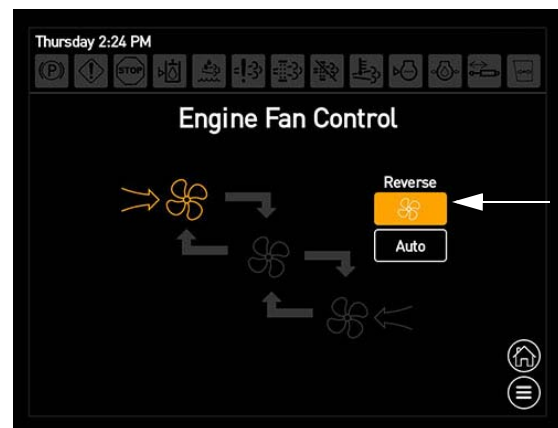 Thursday 2:24 PM
(P)
STOP
Engine Fan Control
Reverse
Auto